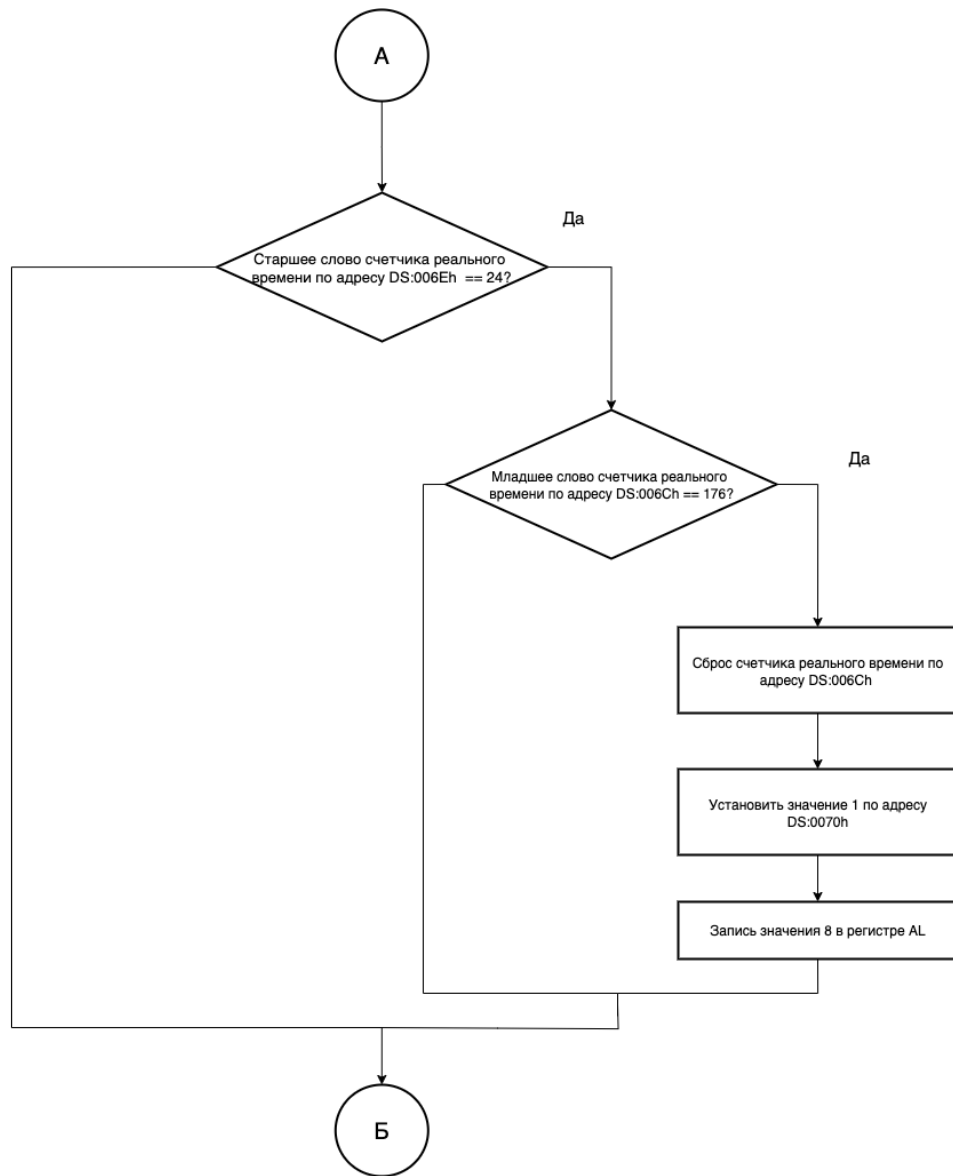 А
Да
Старшее слово счетчика реального
времени по адресу DS:006Eh == 24?
Да
Младшее слово счетчика реального
времени по адресу DS:006Ch == 176?
Сброс счетчика реального времени по
адресу DS:006Ch
Установить значение 1 по адресу
DS:0070h
Запись значения 8 в регистре AL
Б